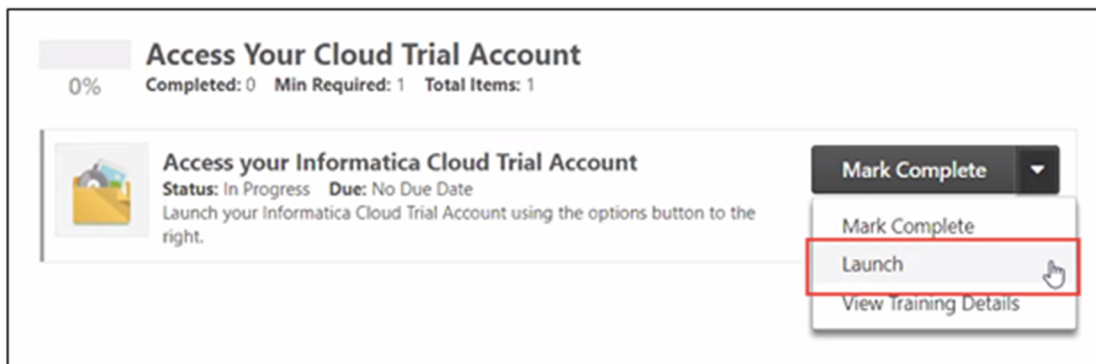 Access Your Cloud Trial Account
0%
Completed: 0 Min Required: 1 Total Items: 1
Access your Informatica Cloud Trial Account
Status: In Progress Due: No Due Date
Launch your Informatica Cloud Trial Account using the options button to the
right.
Mark Complete
Mark Complete
Launch
View Training Details